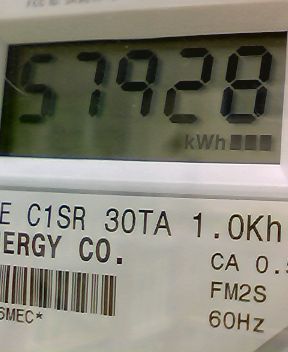 57928
kWh
E C1SR 30TA 1.0Kh
ERGY CO.
CA 0.5
FM2S
6MEC*
60Hz